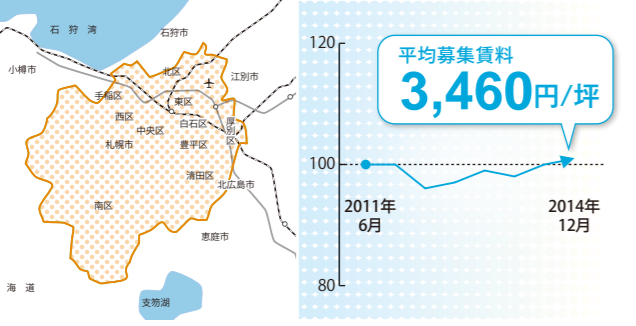 石 狩 湾
石狩市
小樽市
北区
江別市
手稲区
東区
西区
中央区
白石区
厚別区
札幌市
豊平区
清田区
北広島市
南区
恵庭市
海 道
支笏湖
120
平均募集賃料
3,460円/坪
100
2011年
6月
2014年
12月
80